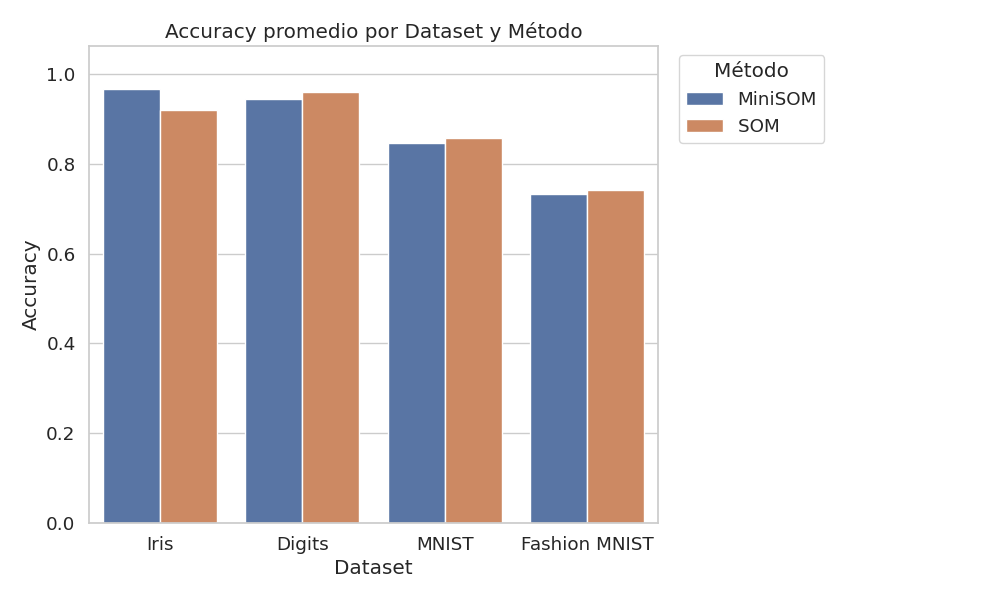 Accuracy promedio por Dataset y Método
Método
MiniSOM
SOM
Accuracy
1.0
0.8
0.6
0.4
0.2
0.0
Iris
Digits
MNIST
Fashion MNIST
Dataset